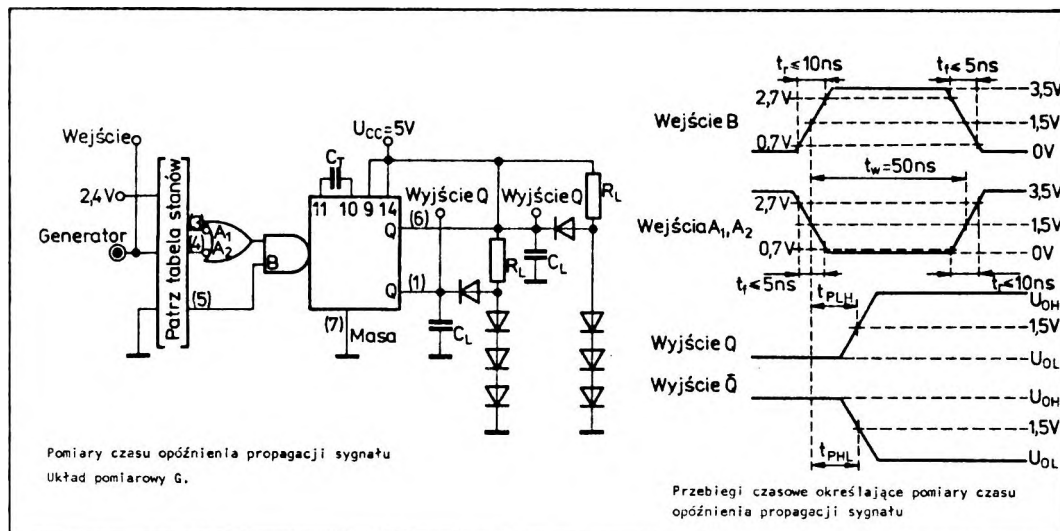 Wejście
2,4V
Generator
Patrz tabela stanów
(3)
(4)
A1
A2
B
(5)
UCC=5V
CT
11 10 9 14
Wyjście Q
Wyjście Q
(6)
Q
RL
RL
CL
Q
(1)
(7)
Masa
CL
Pomiary czasu opóźnienia propagacji sygnału
Układ pomiarowy G.
tr≤10ns
tf≤5ns
2,7V
3,5V
Wejście B
1,5V
0,7V
0V
tw=50ns
2,7V
3,5V
Wejścia A1, A2
1,5V
0,7V
0V
tf≤5ns
tr≤10ns
tPLH
UOH
1,5V
Wyjście Q
UOL
Wyjście Q̄
UOH
1,5V
tPHL
UOL
Przebiegi czasowe określające pomiary czasu
opóźnienia propagacji sygnału